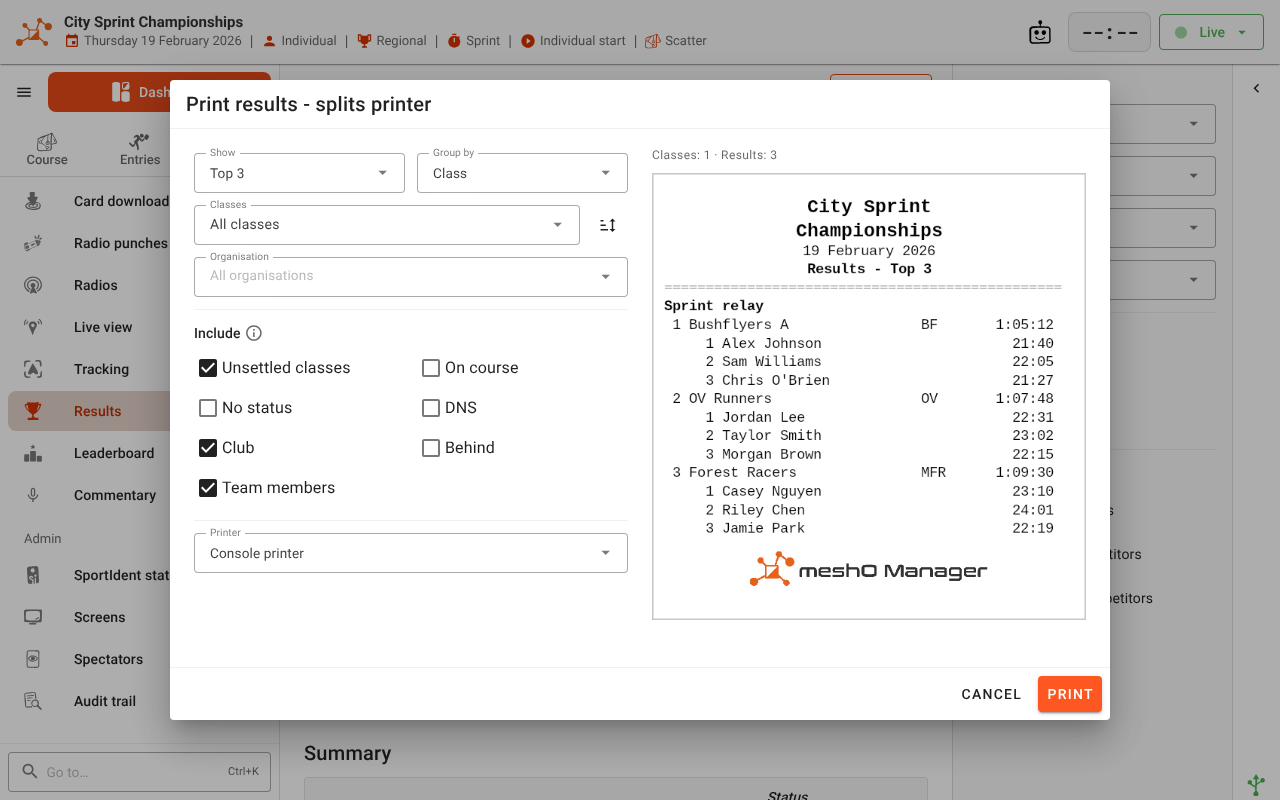 City Sprint Championships
Thursday 19 February 2026 | Individual | Regional | Sprint | Individual start | Scatter
--:--
Live
Dash
Course
Entries
Card download
Radio punches
Radios
Live view
Tracking
Results
Leaderboard
Commentary
Admin
SportIdent stat
Screens
Spectators
Audit trail
Go to...
Ctrl+K
Print results - splits printer
Show
Top 3
Group by
Class
Classes
All classes
Organisation
All organisations
Include
Unsettled classes
On course
No status
DNS
Club
Behind
Team members
Printer
Console printer
Classes: 1 · Results: 3
City Sprint
Championships
19 February 2026
Results - Top 3
================================================
Sprint relay
1 Bushflyers A BF 1:05:12
1 Alex Johnson 21:40
2 Sam Williams 22:05
3 Chris O'Brien 21:27
2 OV Runners OV 1:07:48
1 Jordan Lee 22:31
2 Taylor Smith 23:02
3 Morgan Brown 22:15
3 Forest Racers MFR 1:09:30
1 Casey Nguyen 23:10
2 Riley Chen 24:01
3 Jamie Park 22:19
meshO Manager
CANCEL
PRINT
s
titors
petitors
Summary
Status